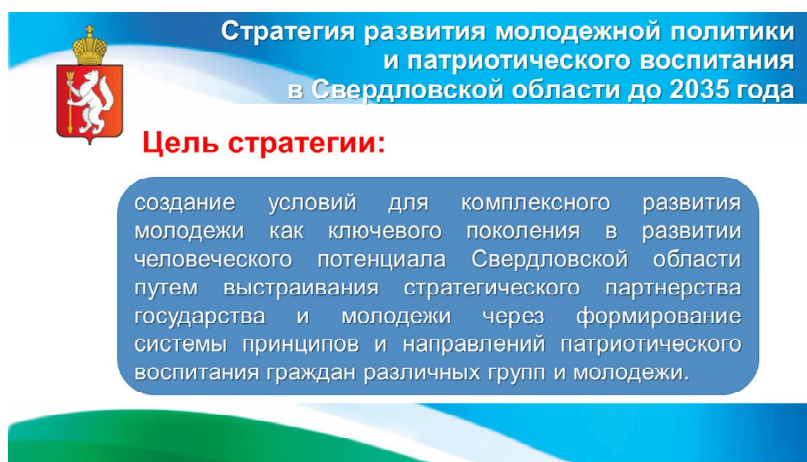 Стратегия развития молодежной политики
и патриотического воспитания
в Свердловской области до 2035 года
Цель стратегии:
создание условий для комплексного развития
молодежи как ключевого поколения в развитии
человеческого потенциала Свердловской области
путем выстраивания стратегического партнерства
государства и молодежи через формирование
системы принципов и направлений патриотического
воспитания граждан различных групп и молодежи.